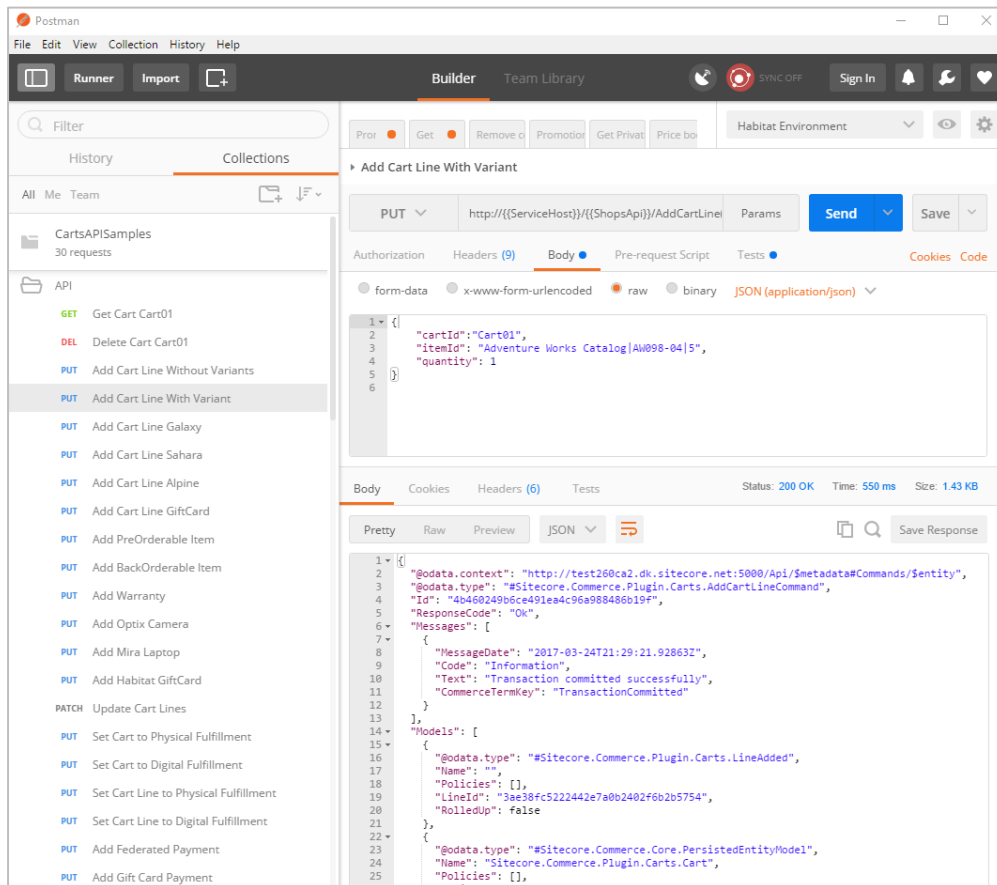 Postman
File Edit View Collection History Help
Runner Import Builder Team Library SYNC OFF Sign In
Filter
History Collections
All Me Team
CartsAPISamples
30 requests
API
GET Get Cart Cart01
DEL Delete Cart Cart01
PUT Add Cart Line Without Variants
PUT Add Cart Line With Variant
PUT Add Cart Line Galaxy
PUT Add Cart Line Sahara
PUT Add Cart Line Alpine
PUT Add Cart Line GiftCard
PUT Add PreOrderable Item
PUT Add BackOrderable Item
PUT Add Warranty
PUT Add Optix Camera
PUT Add Mira Laptop
PUT Add Habitat GiftCard
PATCH Update Cart Lines
PUT Set Cart to Physical Fulfillment
PUT Set Cart to Digital Fulfillment
PUT Set Cart Line to Physical Fulfillment
PUT Set Cart Line to Digital Fulfillment
PUT Add Federated Payment
PUT Add Gift Card Payment
Pror Get Remove c Promotion Get Privat Price boo Habitat Environment
Add Cart Line With Variant
PUT http://{{ServiceHost}}/{{ShopsApi}}/AddCartLine( Params Send Save
Authorization Headers (9) Body Pre-request Script Tests Cookies Code
form-data x-www-form-urlencoded raw binary JSON (application/json)
1 {
2 "cartId":"Cart01",
3 "itemId": "Adventure Works Catalog|AW098-04|5",
4 "quantity": 1
5 }
6
Body Cookies Headers (6) Tests Status: 200 OK Time: 550 ms Size: 1.43 KB
Pretty Raw Preview JSON Save Response
1 {
2 "@odata.context": "http://test260ca2.dk.sitecore.net:5000/Api/$metadata#Commands/$entity",
3 "@odata.type": "#Sitecore.Commerce.Plugin.Carts.AddCartLineCommand",
4 "Id": "4b460249b6ce491ea4c96a988486b19f",
5 "ResponseCode": "Ok",
6 "Messages": [
7 {
8 "MessageDate": "2017-03-24T21:29:21.92863Z",
9 "Code": "Information",
10 "Text": "Transaction committed successfully",
11 "CommerceTermKey": "TransactionCommitted"
12 }
13 ],
14 "Models": [
15 {
16 "@odata.type": "#Sitecore.Commerce.Plugin.Carts.LineAdded",
17 "Name": "",
18 "Policies": [],
19 "LineId": "3ae38fc5222442e7a0b2402f6b2b5754",
20 "RolledUp": false
21 },
22 {
23 "@odata.type": "#Sitecore.Commerce.Core.PersistedEntityModel",
24 "Name": "Sitecore.Commerce.Plugin.Carts.Cart",
25 "Policies": [],